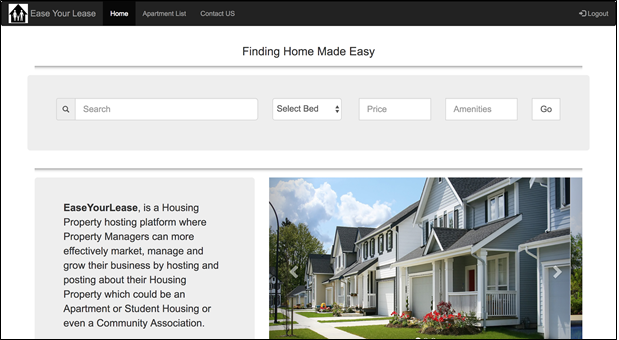 Ease Your Lease Home Apartment List Contact US Logout
Finding Home Made Easy
Search Select Bed Price Amenities Go
EaseYourLease, is a Housing
Property hosting platform where
Property Managers can more
effectively market, manage and
grow their business by hosting and
posting about their Housing
Property which could be an
Apartment or Student Housing or
even a Community Association.